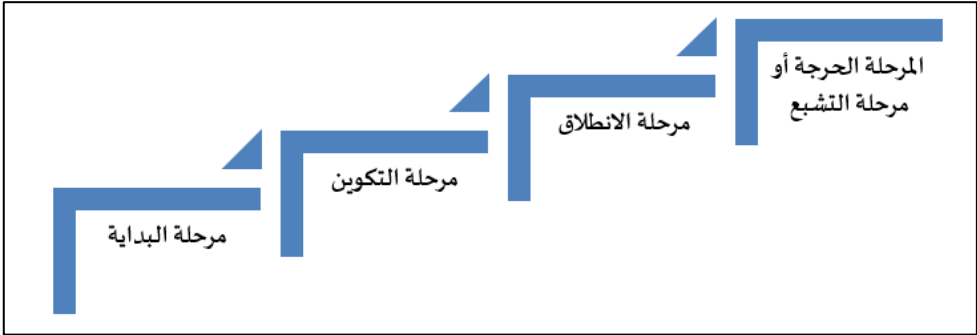 مرحلة البداية
مرحلة التكوين
مرحلة الانطلاق
المرحلة الحرجة أو
مرحلة التشبع